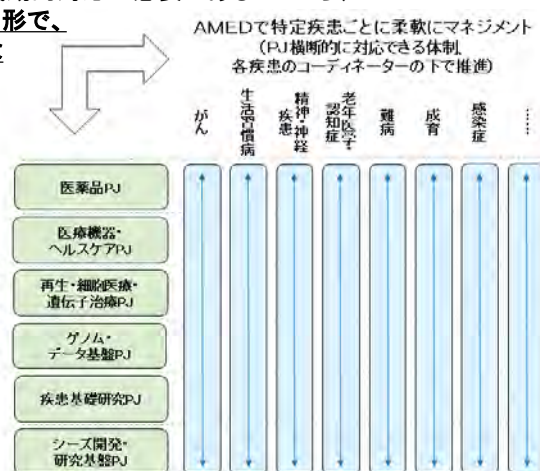 形で、
AMEDで特定疾患ごとに柔軟にマネジメント
(PJ横断的に対応できる体制。
各疾患のコーディネーターの下で推進)
がん
生活習慣病
精神・神経
疾患
老年医学・
認知症
難病
成育
感染症
……
医薬品PJ
医療機器・
ヘルスケアPJ
再生・細胞医療・
遺伝子治療PJ
ゲノム・
データ基盤PJ
疾患基礎研究PJ
シーズ開発・
研究基盤PJ